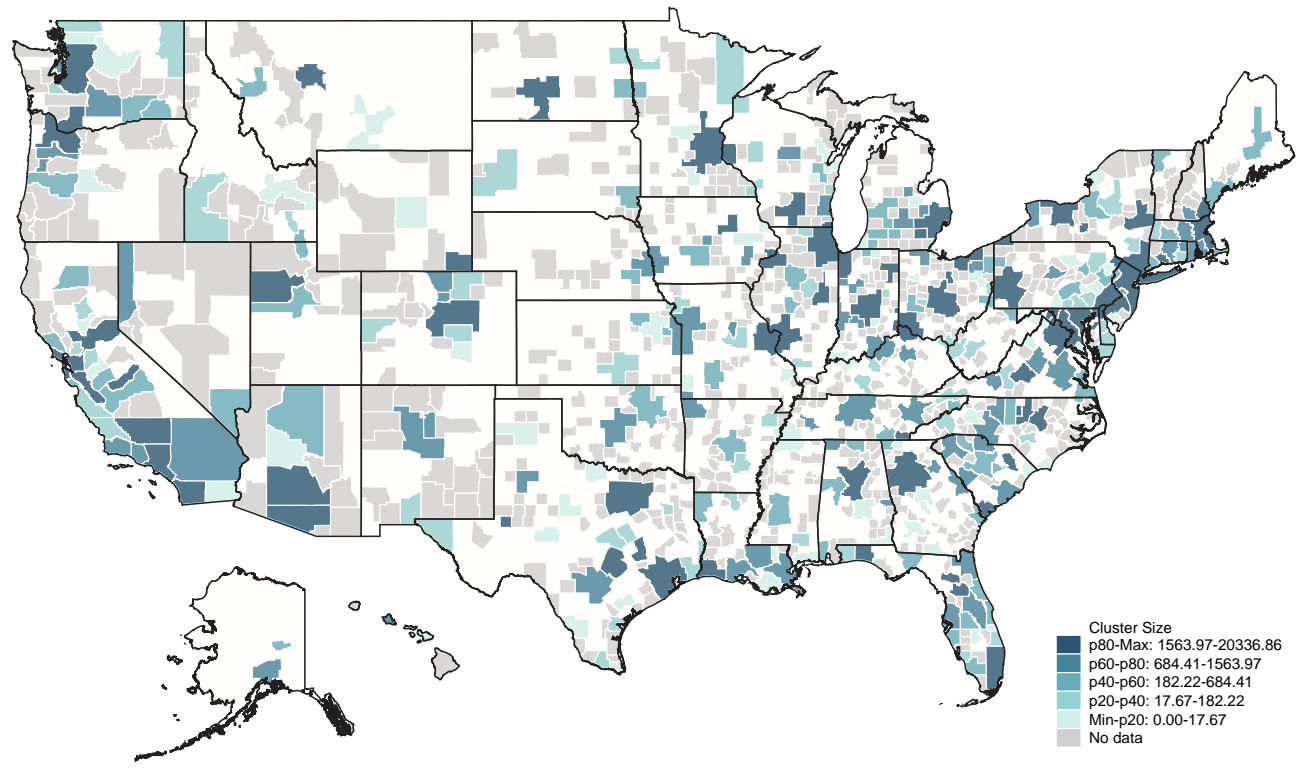 Cluster Size
p80-Max: 1563.97-20336.86
p60-p80: 684.41-1563.97
p40-p60: 182.22-684.41
p20-p40: 17.67-182.22
Min-p20: 0.00-17.67
No data